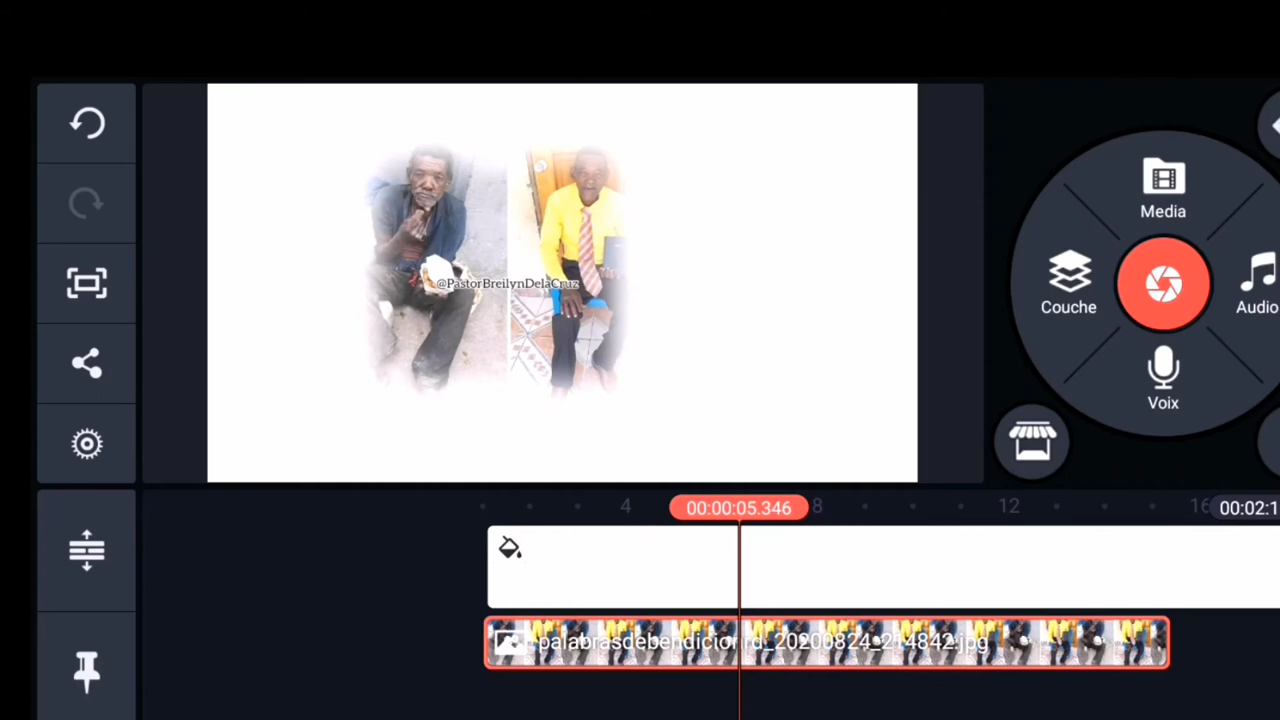 Media
Couche
Audio
Voix
@PastorBreilynDelaCruz
4
00:00:05.346
8
12
16
00:02:1
palabrasdebendicionrd_20200824_214842.jpg